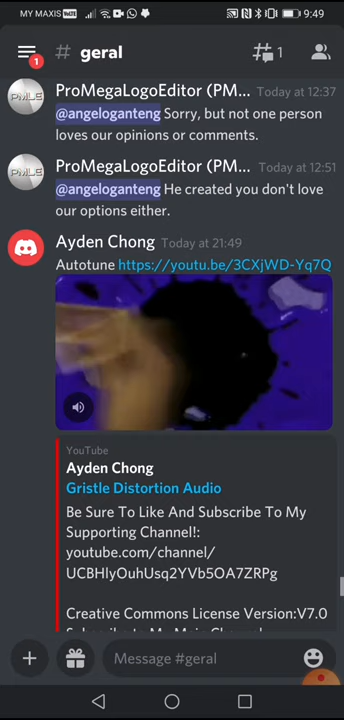 MY MAXIS 9:49
# geral 1
1
ProMegaLogoEditor (PM... Today at 12:37
@angeloganteng Sorry, but not one person
loves our opinions or comments.
ProMegaLogoEditor (PM... Today at 12:51
@angeloganteng He created you don't love
our options either.
Ayden Chong Today at 21:49
Autotune https://youtu.be/3CXjWD-Yq7Q
YouTube
Ayden Chong
Gristle Distortion Audio
Be Sure To Like And Subscribe To My
Supporting Channel!:
youtube.com/channel/
UCBHlyOuhUsq2YVb5OA7ZRPg
Creative Commons License Version:V7.0
Message #geral